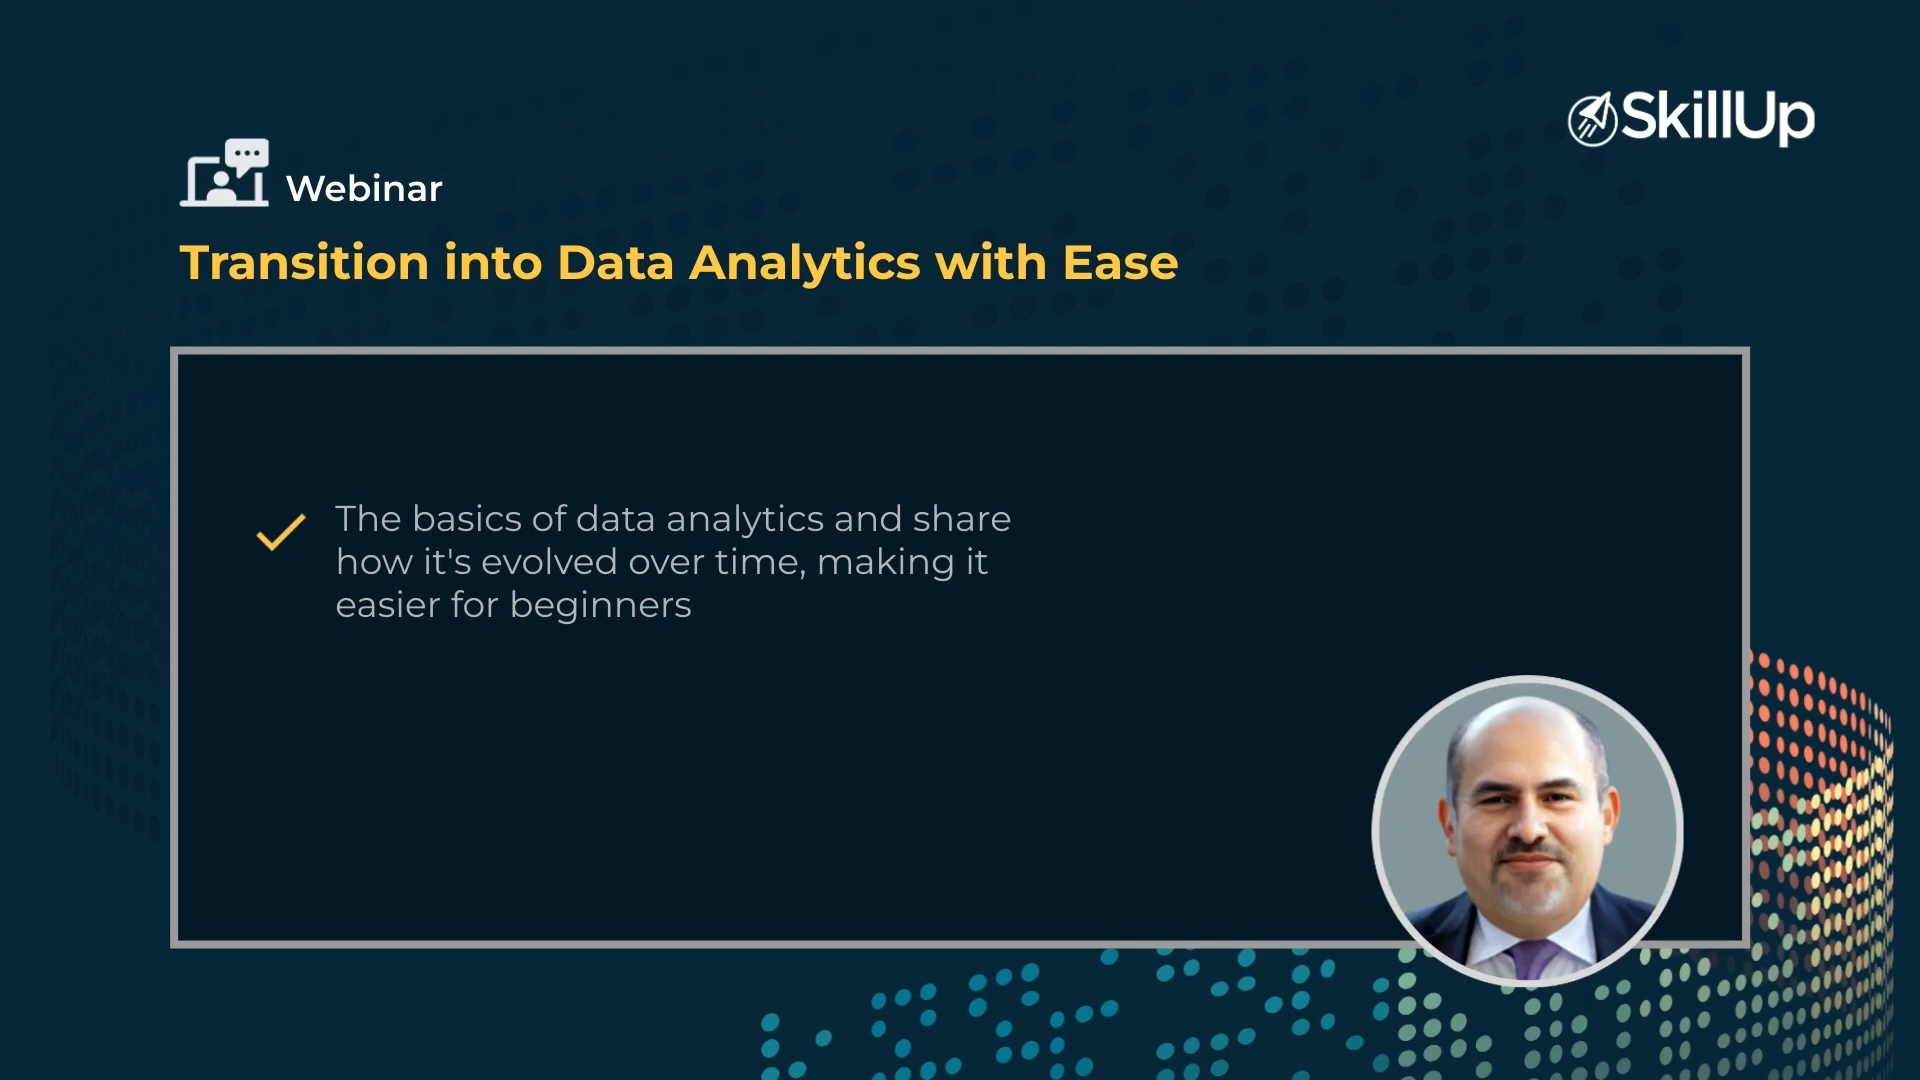 SkillUp
Webinar
Transition into Data Analytics with Ease
The basics of data analytics and share
how it's evolved over time, making it
easier for beginners